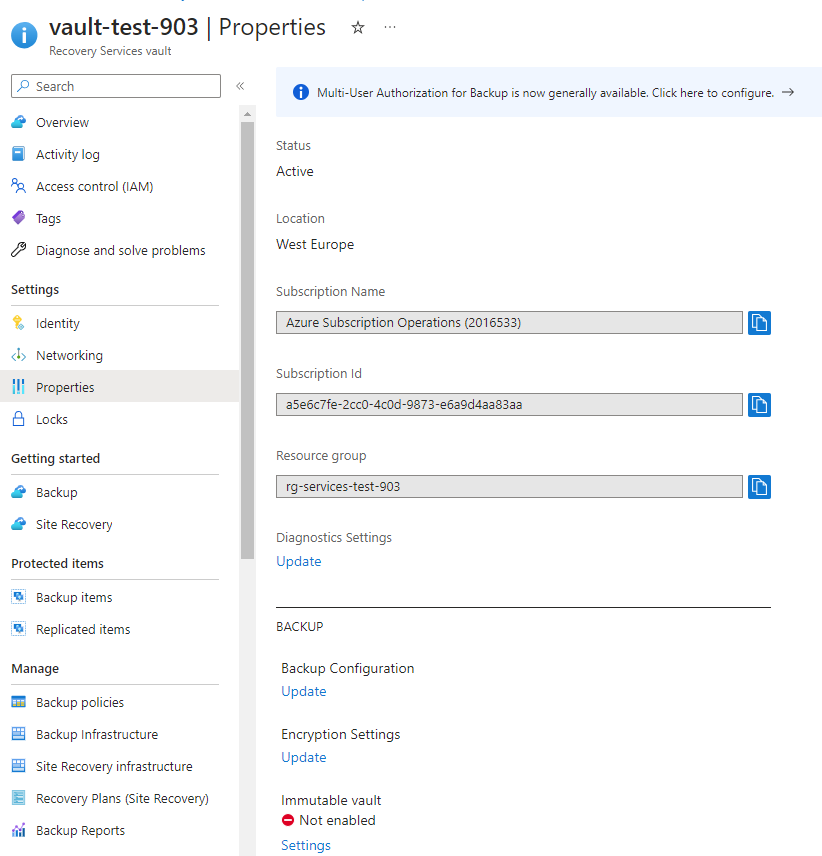 vault-test-903 | Properties
Recovery Services vault
Search
Overview
Activity log
Access control (IAM)
Tags
Diagnose and solve problems
Settings
Identity
Networking
Properties
Locks
Getting started
Backup
Site Recovery
Protected items
Backup items
Replicated items
Manage
Backup policies
Backup Infrastructure
Site Recovery infrastructure
Recovery Plans (Site Recovery)
Backup Reports
Multi-User Authorization for Backup is now generally available. Click here to configure.
Status
Active
Location
West Europe
Subscription Name
Azure Subscription Operations (2016533)
Subscription Id
a5e6c7fe-2cc0-4c0d-9873-e6a9d4aa83aa
Resource group
rg-services-test-903
Diagnostics Settings
Update
BACKUP
Backup Configuration
Update
Encryption Settings
Update
Immutable vault
Not enabled
Settings